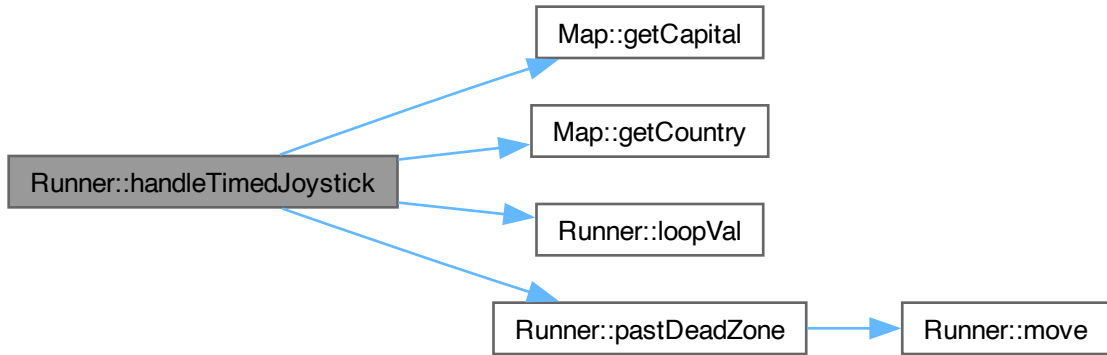 Map::getCapital
Map::getCountry
Runner::handleTimedJoystick
Runner::loopVal
Runner::pastDeadZone
Runner::move